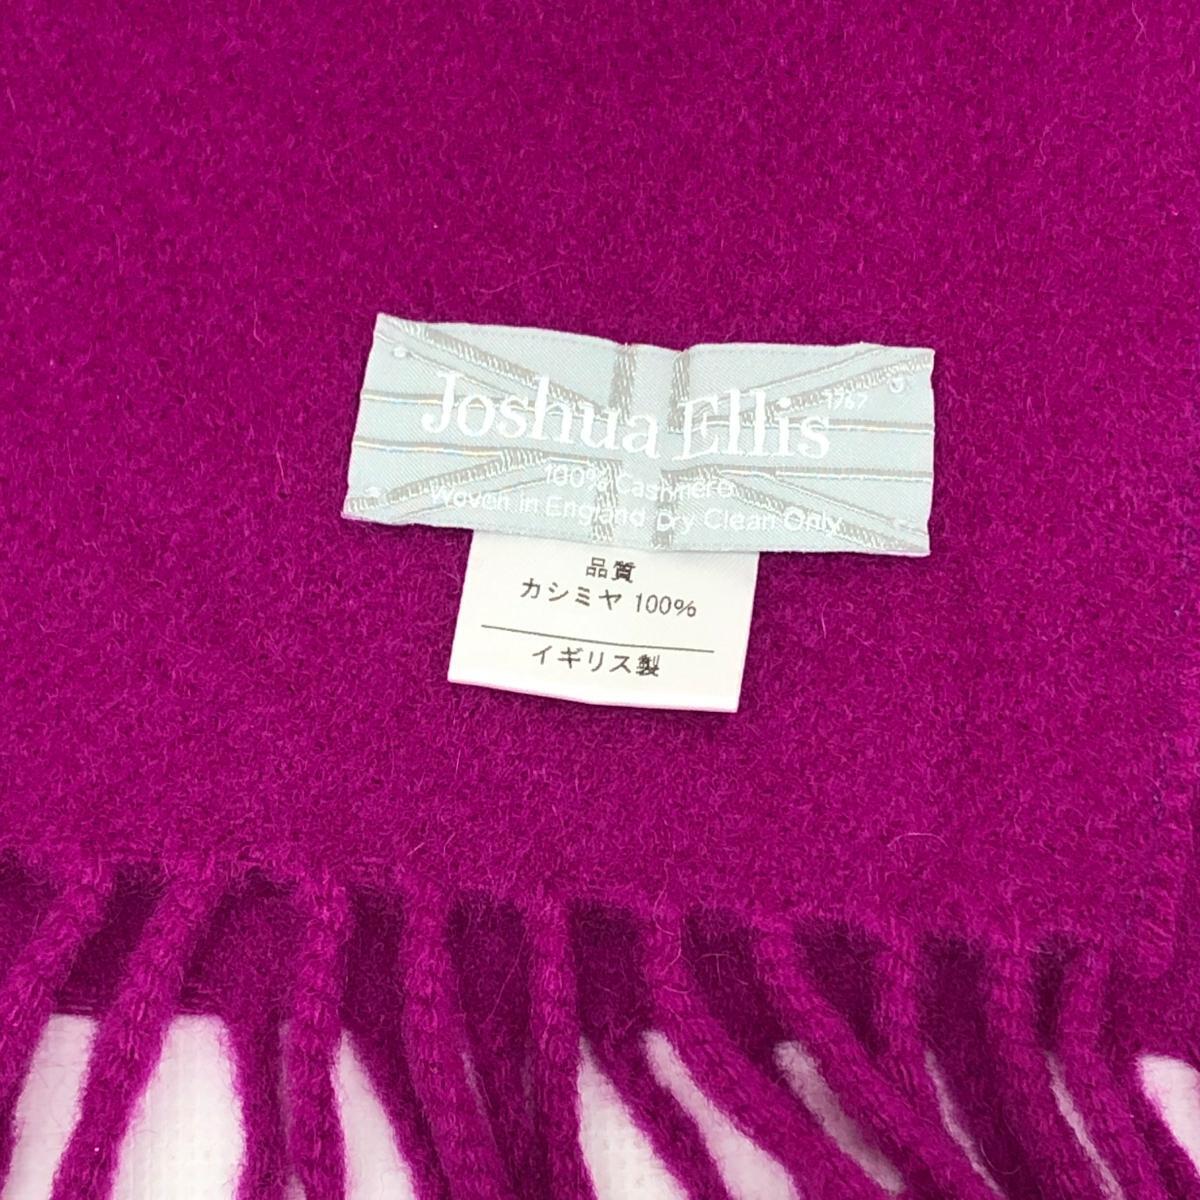 Joshua Ellis 1767
100% Cashmere
Woven in England Dry Clean Only
品質
カシミヤ 100%
イギリス製